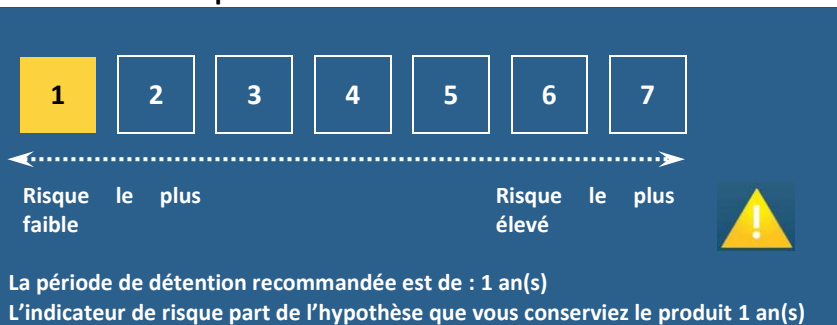 1 2 3 4 5 6 7
Risque le plus
faible
Risque le plus
élevé
La période de détention recommandée est de : 1 an(s)
L'indicateur de risque part de l'hypothèse que vous conserviez le produit 1 an(s)